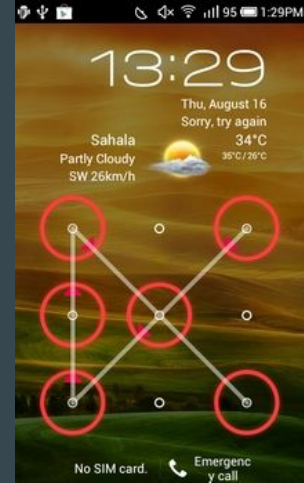 95 1:29PM
13:29
Thu, August 16
Sorry, try again
Sahala 34°C
Partly Cloudy 35°C / 26°C
SW 26km/h
No SIM card. Emergenc
y call